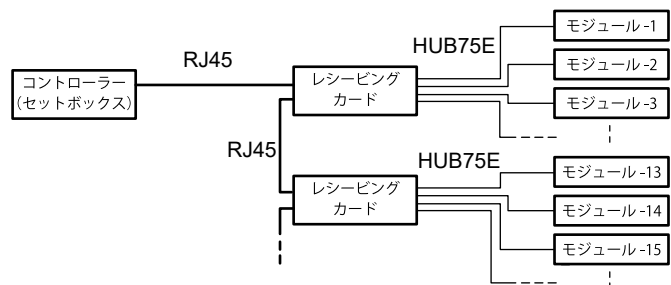 RJ45
HUB75E
モジュール-1
モジュール-2
モジュール-3
コントローラー
(セットボックス)
レシービング
カード
RJ45
HUB75E
モジュール-13
モジュール-14
モジュール-15
レシービング
カード